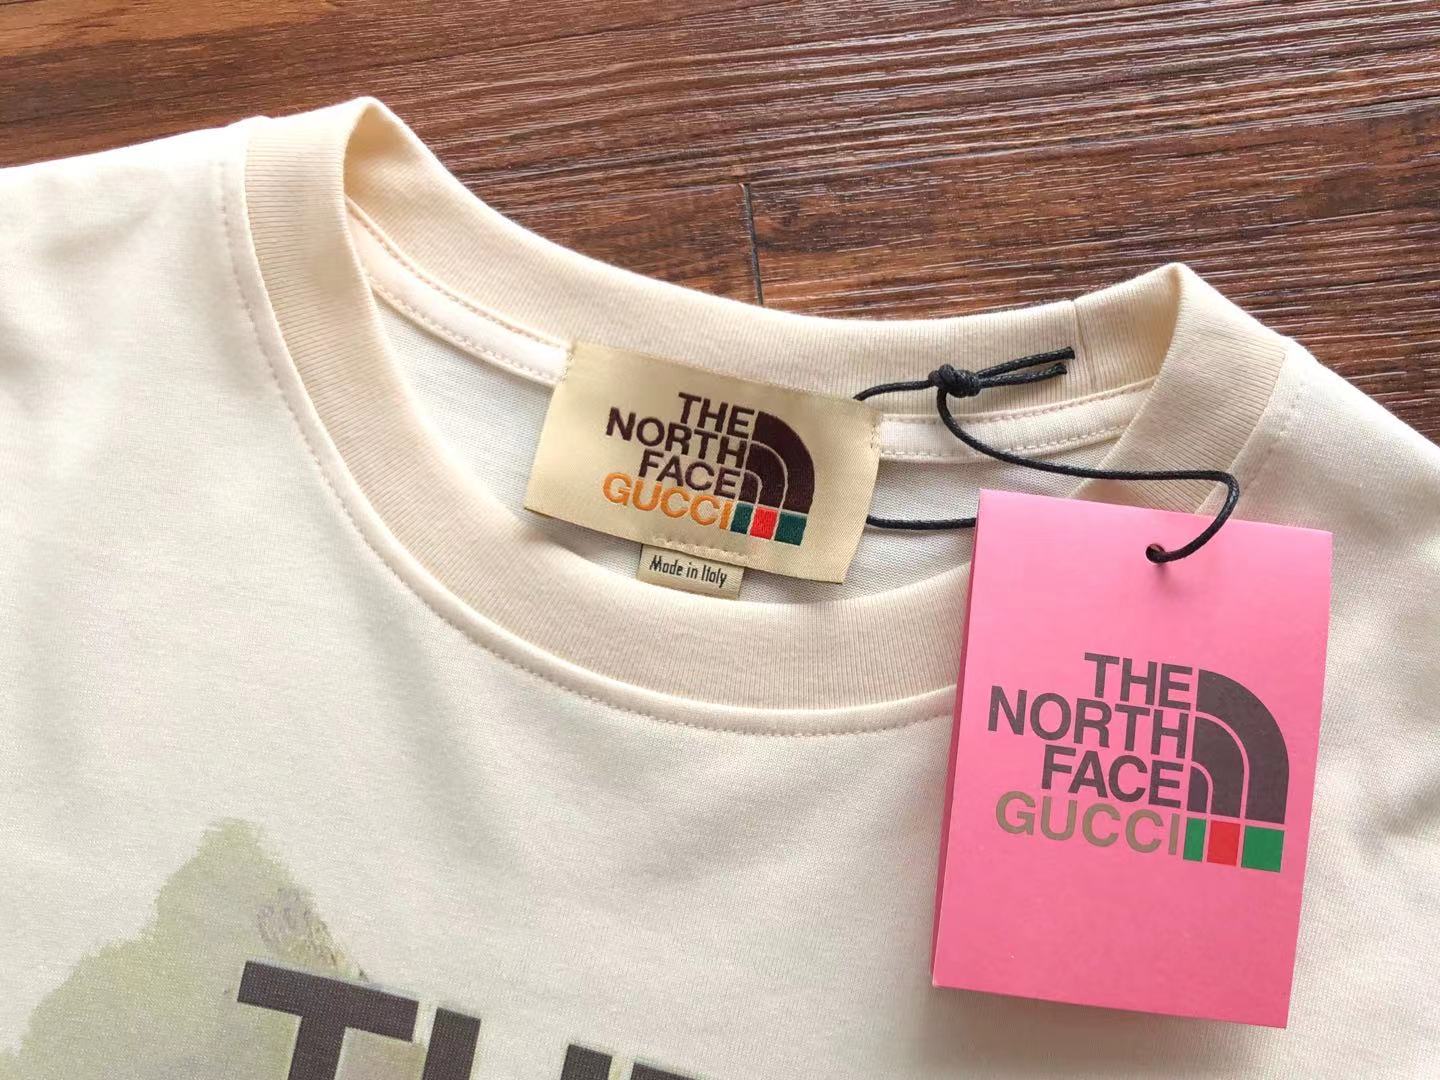 THE
NORTH
FACE
GUCCI
Made in Italy
THE
NORTH
FACE
GUCCI